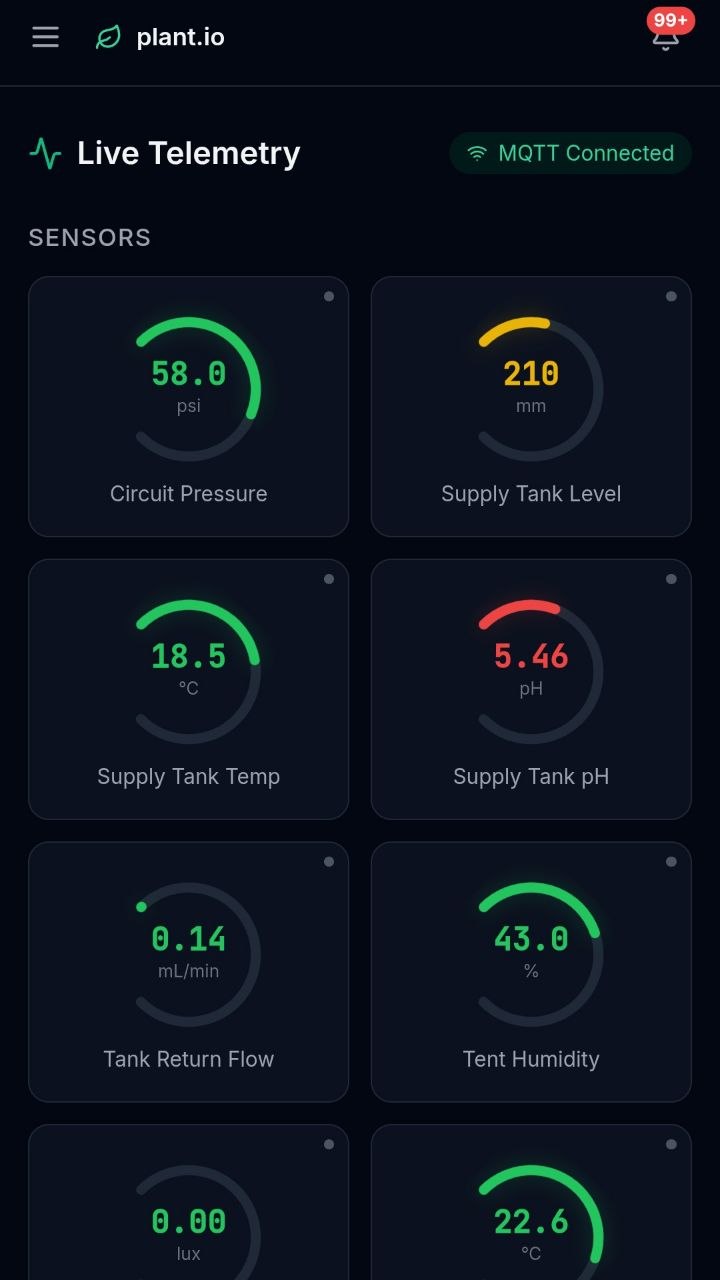 plant.io
99+
Live Telemetry
MQTT Connected
SENSORS
58.0
psi
Circuit Pressure
210
mm
Supply Tank Level
18.5
°C
Supply Tank Temp
5.46
pH
Supply Tank pH
0.14
mL/min
Tank Return Flow
43.0
%
Tent Humidity
0.00
lux
22.6
°C